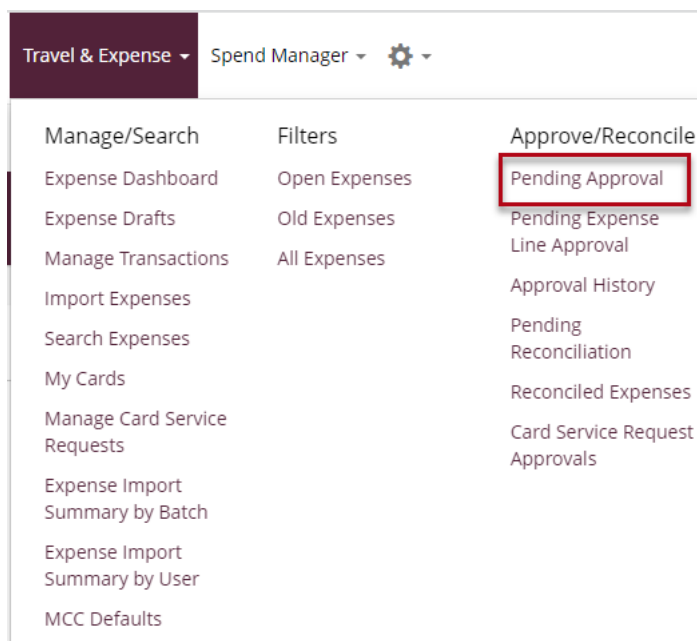 Travel & Expense
Spend Manager
Manage/Search
Expense Dashboard
Expense Drafts
Manage Transactions
Import Expenses
Search Expenses
My Cards
Manage Card Service
Requests
Expense Import
Summary by Batch
Expense Import
Summary by User
MCC Defaults
Filters
Open Expenses
Old Expenses
All Expenses
Approve/Reconcile
Pending Approval
Pending Expense
Line Approval
Approval History
Pending
Reconciliation
Reconciled Expenses
Card Service Request
Approvals